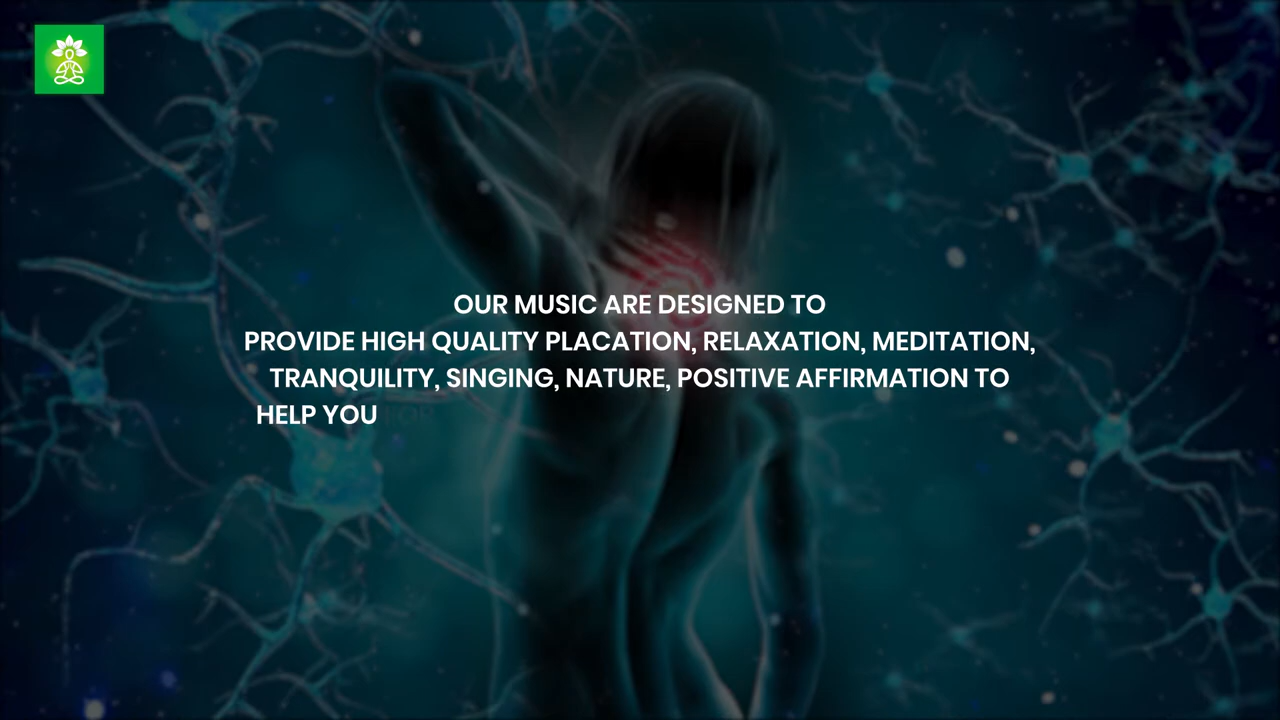 OUR MUSIC ARE DESIGNED TO
PROVIDE HIGH QUALITY PLACATION, RELAXATION, MEDITATION,
TRANQUILITY, SINGING, NATURE, POSITIVE AFFIRMATION TO
HELP YOU